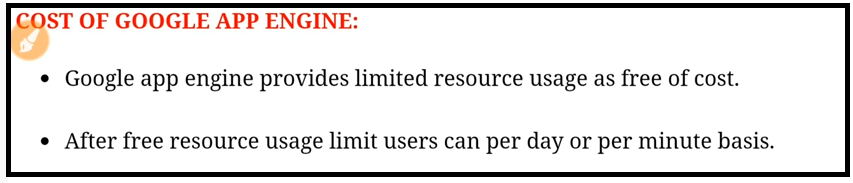 COST OF GOOGLE APP ENGINE:
• Google app engine provides limited resource usage as free of cost.
• After free resource usage limit users can per day or per minute basis.